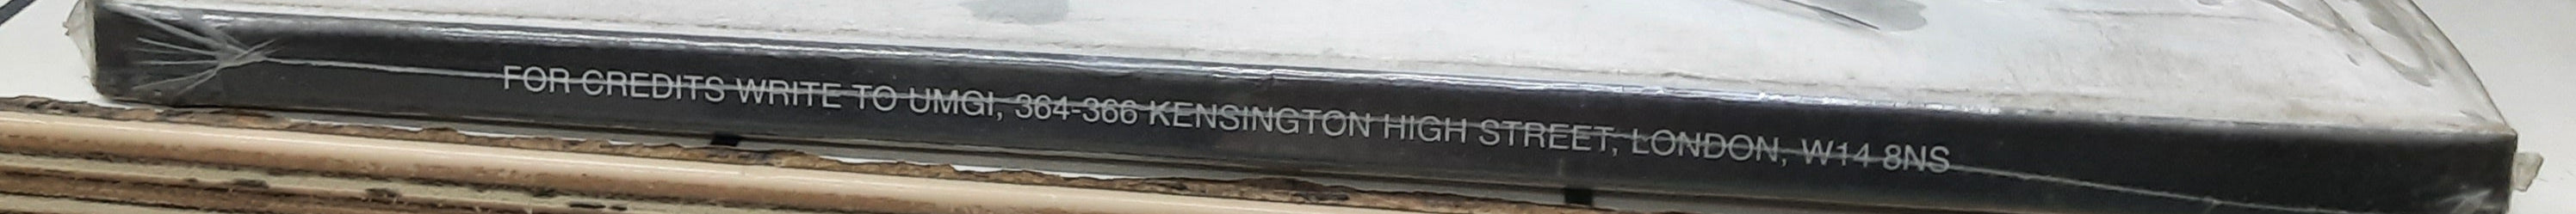 FOR CREDITS WRITE TO UMGI, 364-366 KENSINGTON HIGH STREET, LONDON, W14 8NS